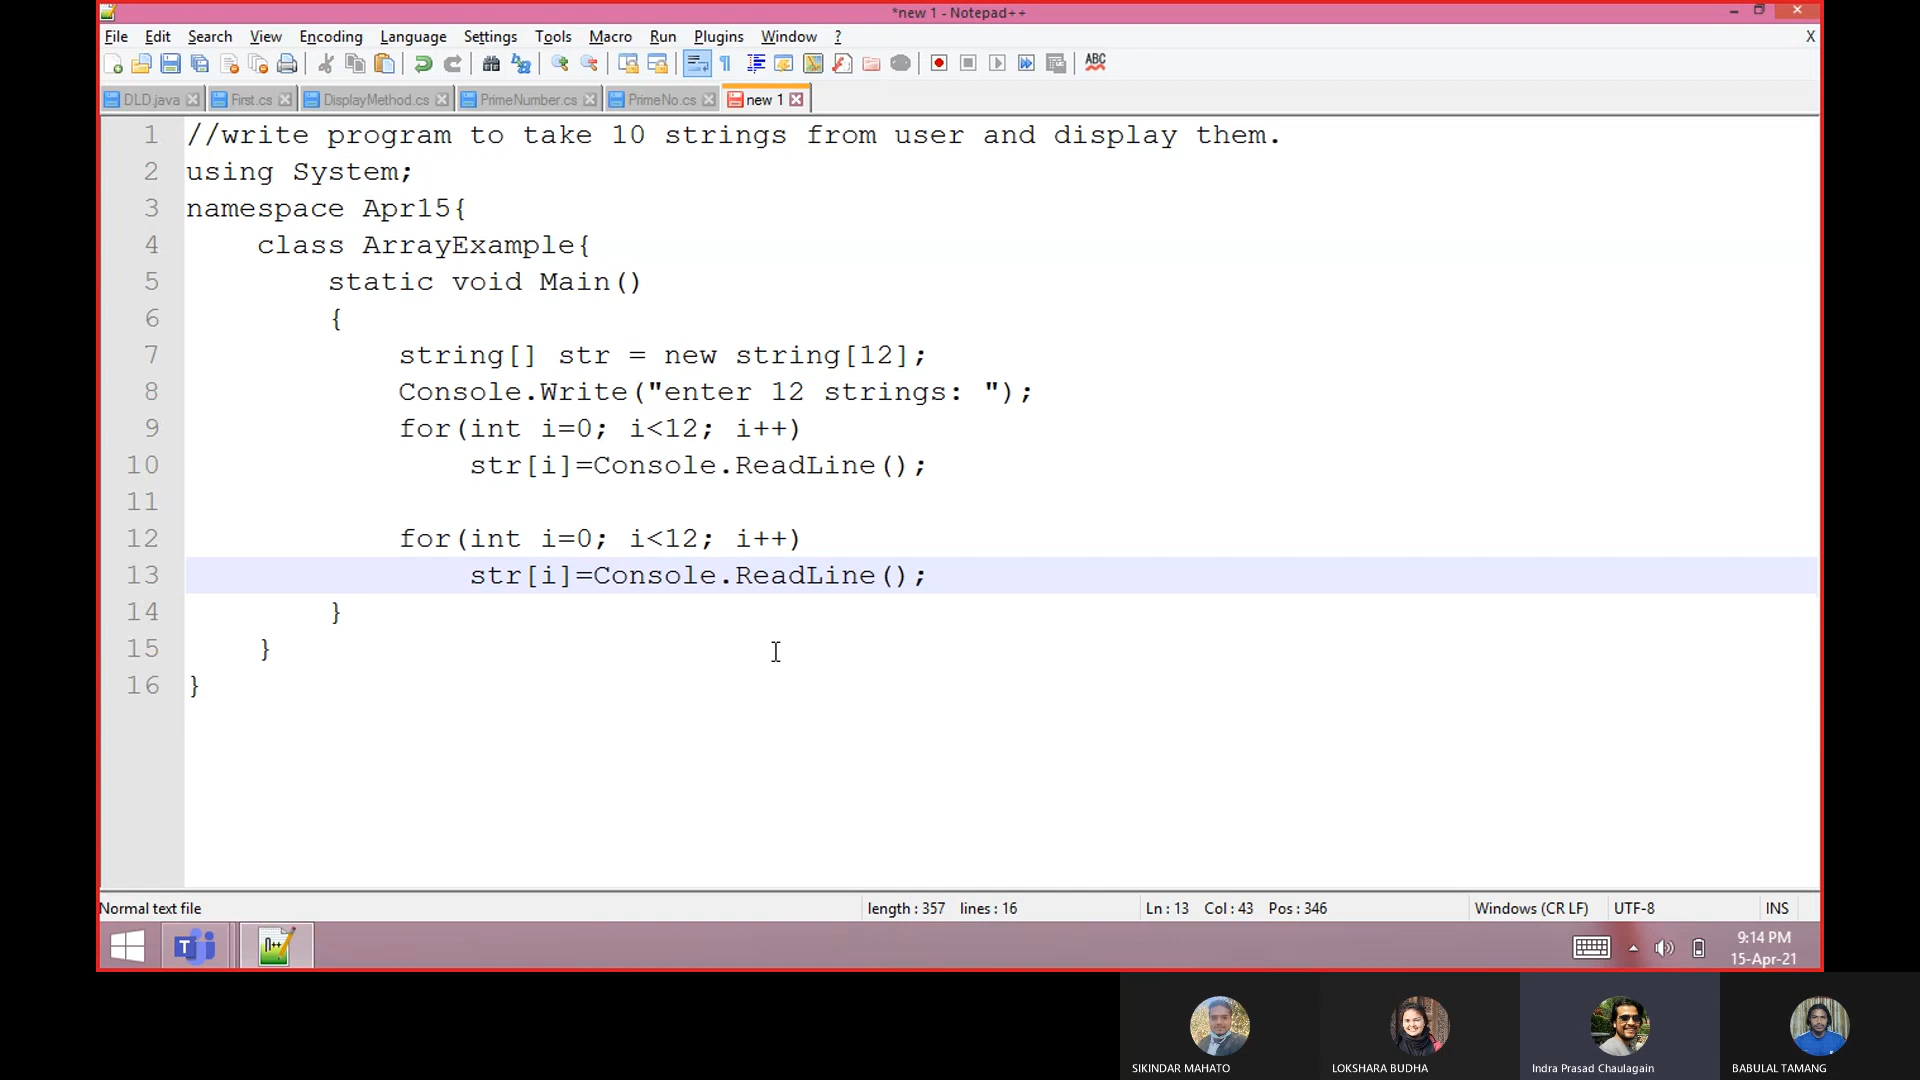 *new 1 - Notepad++
File Edit Search View Encoding Language Settings Tools Macro Run Plugins Window ? X
ABC
DLD.java First.cs DisplayMethod.cs PrimeNumber.cs PrimeNo.cs new 1
1 //write program to take 10 strings from user and display them.
2 using System;
3 namespace Apr15{
4 class ArrayExample{
5 static void Main()
6 {
7 string[] str = new string[12];
8 Console.Write("enter 12 strings: ");
9 for(int i=0; i<12; i++)
10 str[i]=Console.ReadLine();
11
12 for(int i=0; i<12; i++)
13 str[i]=Console.ReadLine();
14 }
15 }
16 }
Normal text file length : 357 lines : 16 Ln : 13 Col : 43 Pos : 346 Windows (CR LF) UTF-8 INS
9:14 PM
15-Apr-21
SIKINDAR MAHATO LOKSHARA BUDHA Indra Prasad Chaulagain BABULAL TAMANG